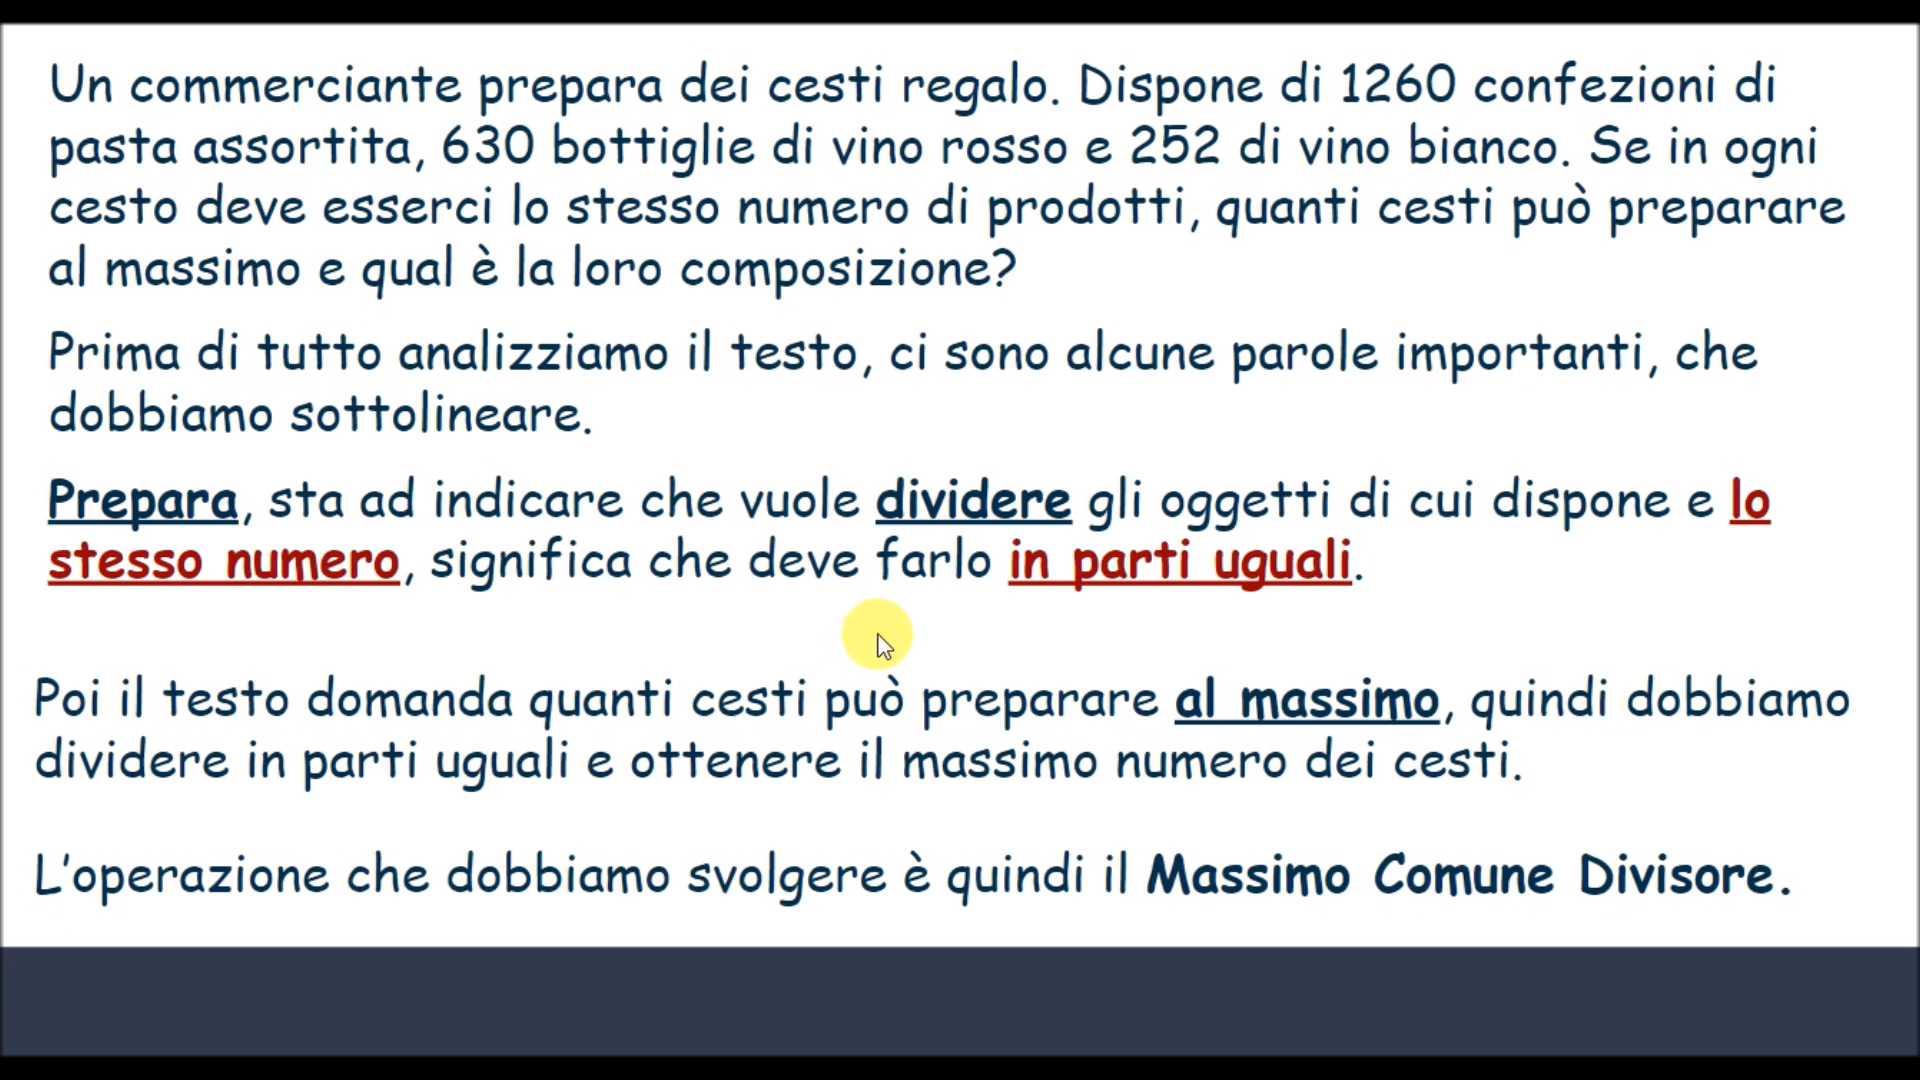 Un commerciante prepara dei cesti regalo. Dispone di 1260 confezioni di
pasta assortita, 630 bottiglie di vino rosso e 252 di vino bianco. Se in ogni
cesto deve esserci lo stesso numero di prodotti, quanti cesti può preparare
al massimo e qual è la loro composizione?
Prima di tutto analizziamo il testo, ci sono alcune parole importanti, che
dobbiamo sottolineare.
Prepara, sta ad indicare che vuole dividere gli oggetti di cui dispone e lo
stesso numero, significa che deve farlo in parti uguali.
Poi il testo domanda quanti cesti può preparare al massimo, quindi dobbiamo
dividere in parti uguali e ottenere il massimo numero dei cesti.
L’operazione che dobbiamo svolgere è quindi il Massimo Comune Divisore.